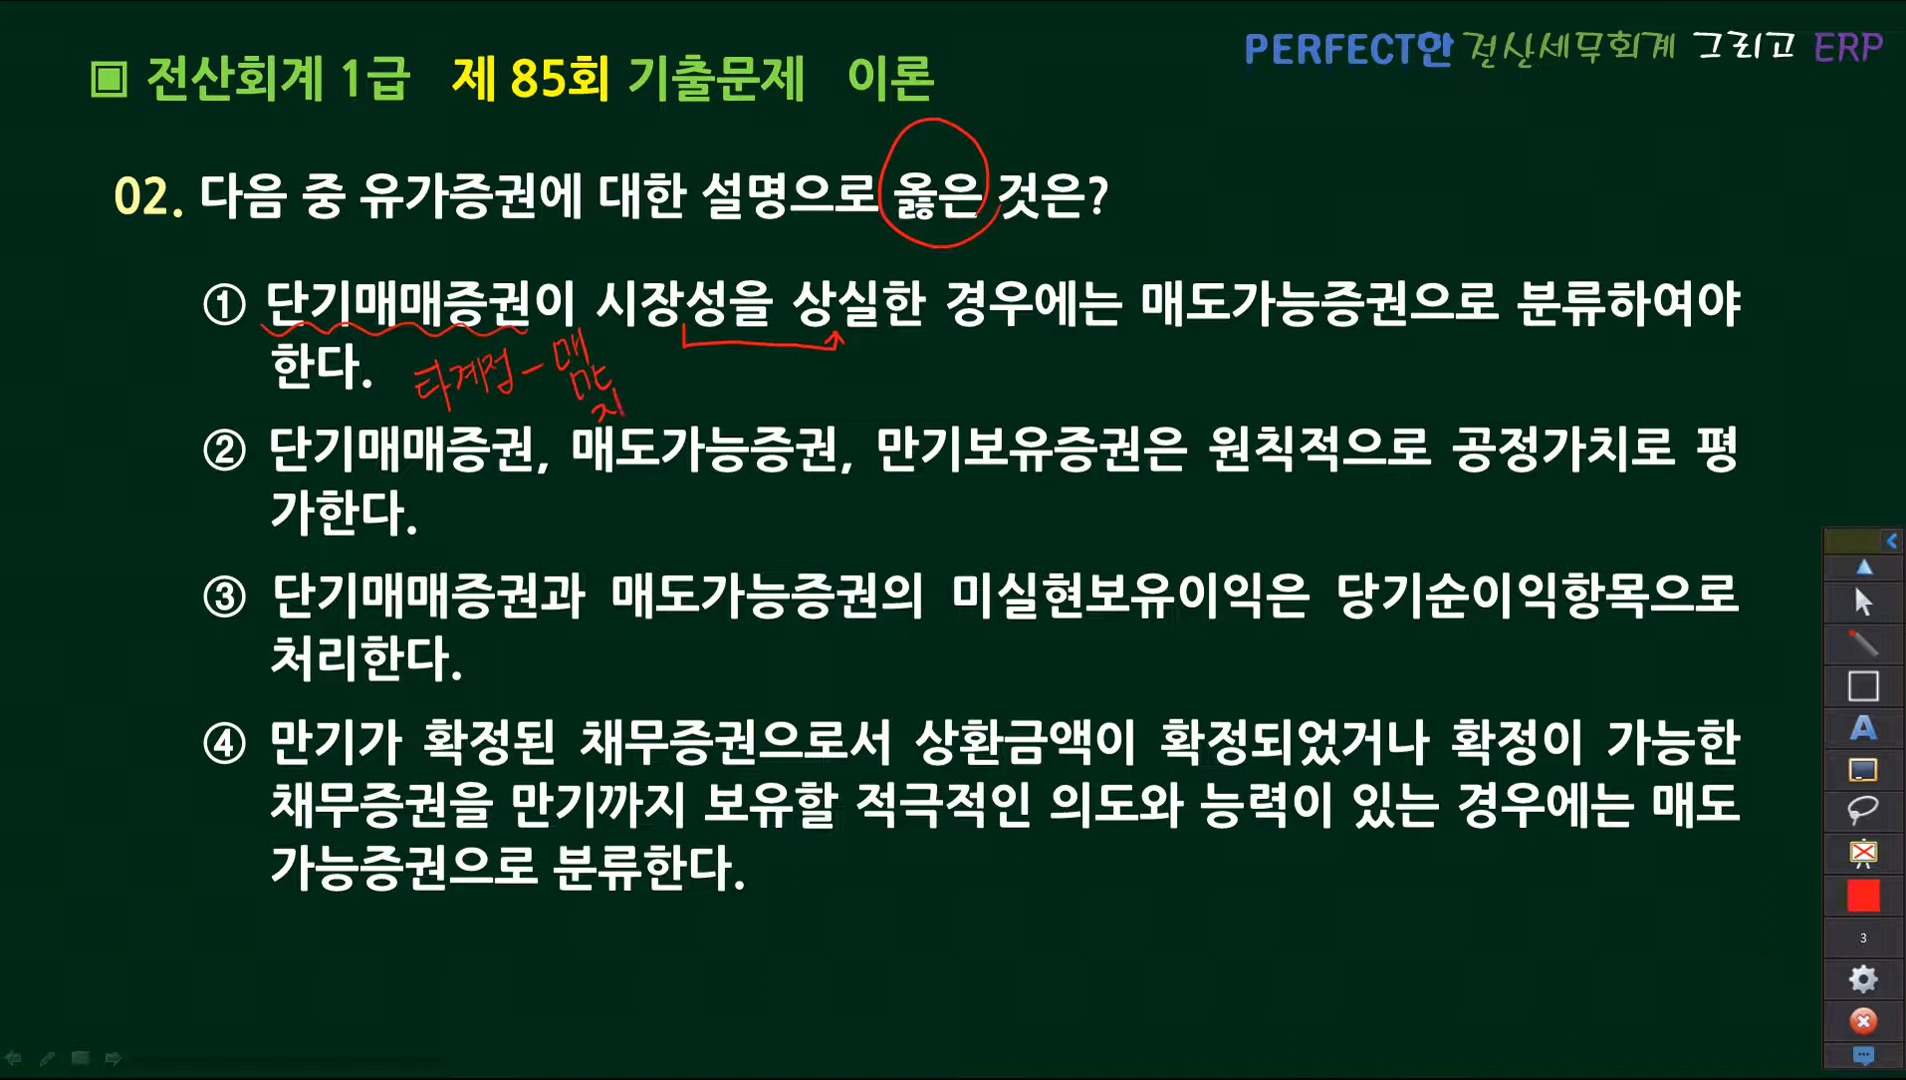 PERFECT한 전산세무회계 그리고 ERP
▣ 전산회계 1급 제 85회 기출문제 이론
02. 다음 중 유가증권에 대한 설명으로 옳은 것은?
① 단기매매증권이 시장성을 상실한 경우에는 매도가능증권으로 분류하여야
한다. 타계정 -
② 단기매매증권, 매도가능증권, 만기보유증권은 원칙적으로 공정가치로 평
가한다.
③ 단기매매증권과 매도가능증권의 미실현보유이익은 당기순이익항목으로
처리한다.
④ 만기가 확정된 채무증권으로서 상환금액이 확정되었거나 확정이 가능한
채무증권을 만기까지 보유할 적극적인 의도와 능력이 있는 경우에는 매도
가능증권으로 분류한다.
A
3